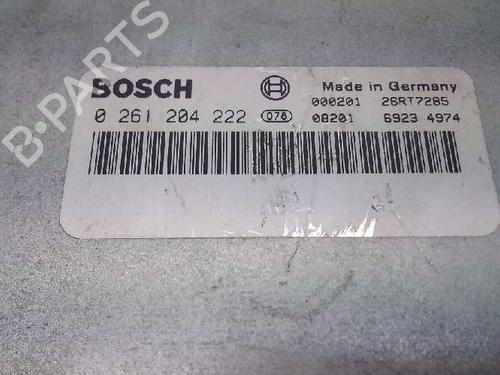 B-PARTS
BOSCH
Made in Germany
000201 26RT7285
0 261 204 222 078
08201 6923 4974